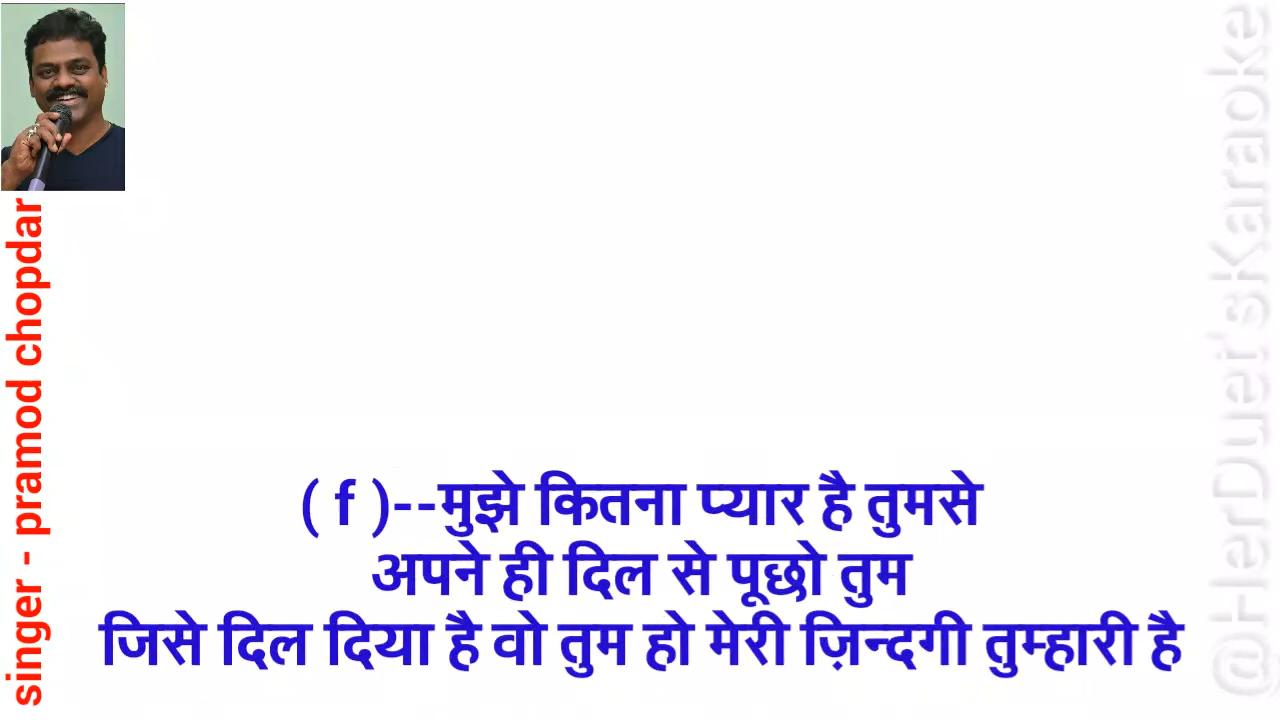 singer - pramod chopdar
( f )--मुझे कितना प्यार है तुमसे
अपने ही दिल से पूछो तुम
जिसे दिल दिया है वो तुम हो मेरी ज़िन्दगी तुम्हारी है
@HerDuet'sKaraoke